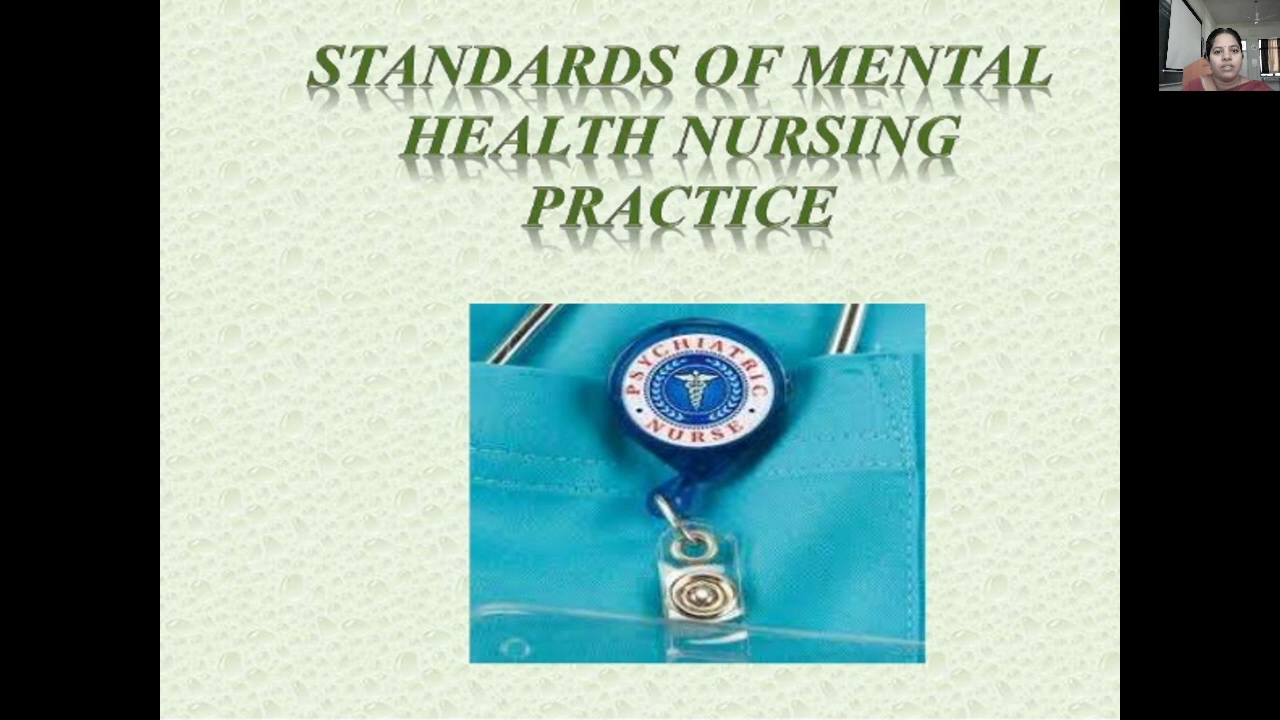 STANDARDS OF MENTAL
HEALTH NURSING
PRACTICE
PSYCHIATRIC
NURSE